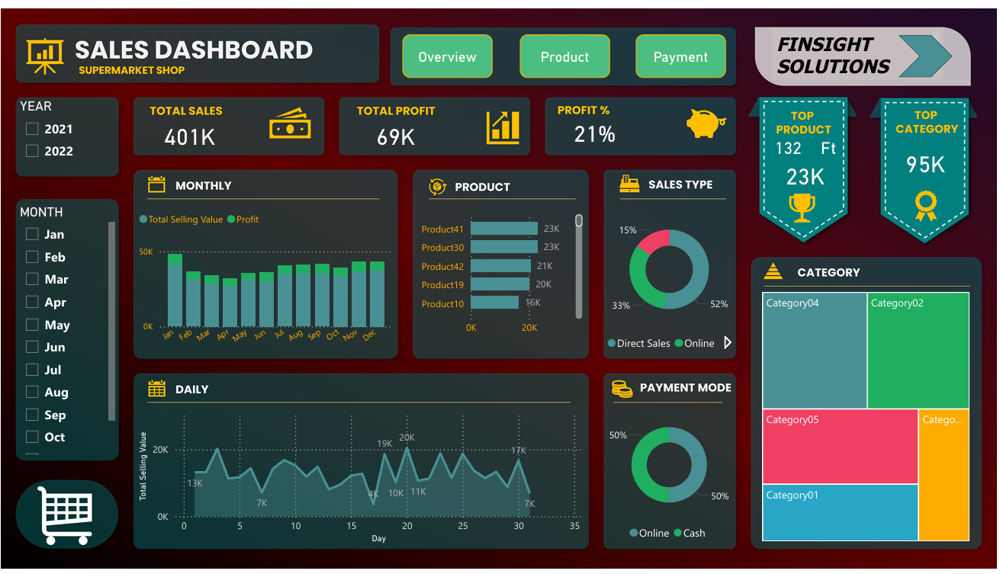 SALES DASHBOARD
SUPERMARKET SHOP
Overview
Product
Payment
FINSIGHT
SOLUTIONS
YEAR
2021
2022
TOTAL SALES
401K
TOTAL PROFIT
69K
PROFIT %
21%
TOP
PRODUCT
132 Ft
23K
TOP
CATEGORY
95K
MONTH
Jan
Feb
Mar
Apr
May
Jun
Jul
Aug
Sep
Oct
MONTHLY
Total Selling Value
Profit
50K
0K
Jan
Feb
Mar
Apr
May
Jun
Jul
Aug
Sep
Oct
Nov
Dec
PRODUCT
Product41 23K
Product30 23K
Product42 21K
Product19 20K
Product10 16K
0K 20K
SALES TYPE
15%
33%
52%
Direct Sales
Online
CATEGORY
Category04
Category02
Category05
Catego...
Category01
DAILY
Total Selling Value
20K
0K
13K
7K
4K
19K
10K
20K
11K
17K
7K
0 5 10 15 20 25 30 35
Day
PAYMENT MODE
50%
50%
Online
Cash